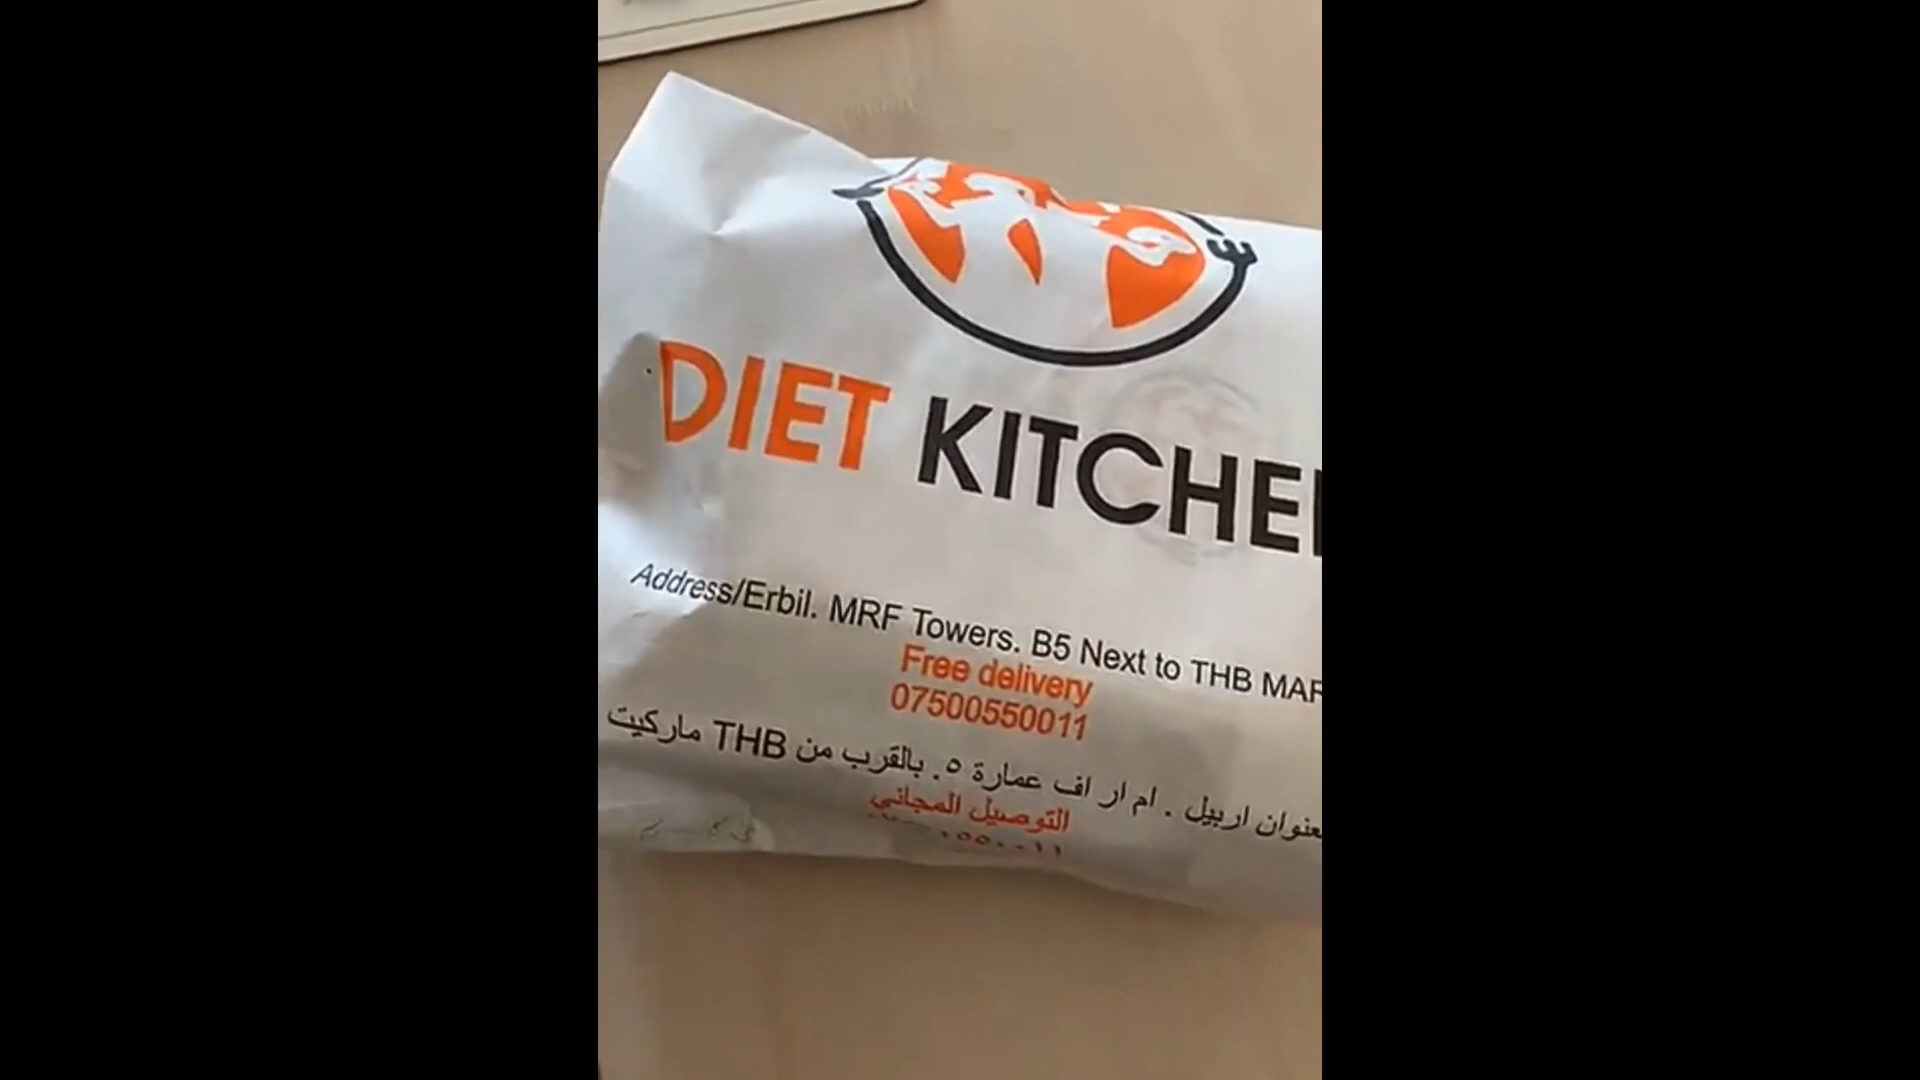 DIET KITCHE
Address/Erbil. MRF Towers. B5 Next to THB MAR
Free delivery
07500550011
عنوان اربيل . ام ار اف عمارة ٥. بالقرب من THB ماركيت
التوصيل المجاني